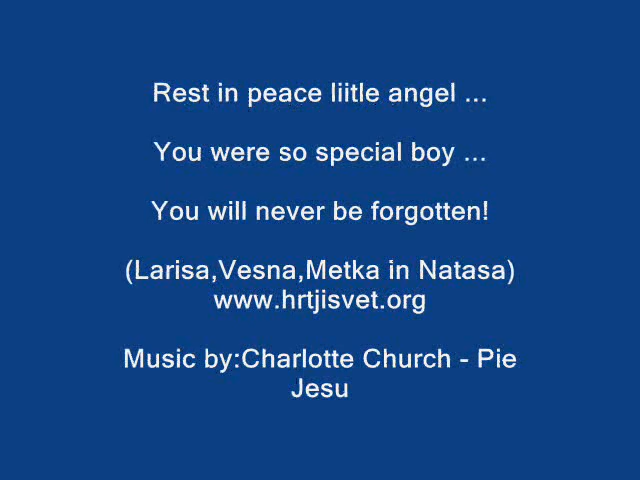 Rest in peace liitle angel ...
You were so special boy ...
You will never be forgotten!
(Larisa,Vesna,Metka in Natasa)
www.hrtjisvet.org
Music by:Charlotte Church - Pie
Jesu